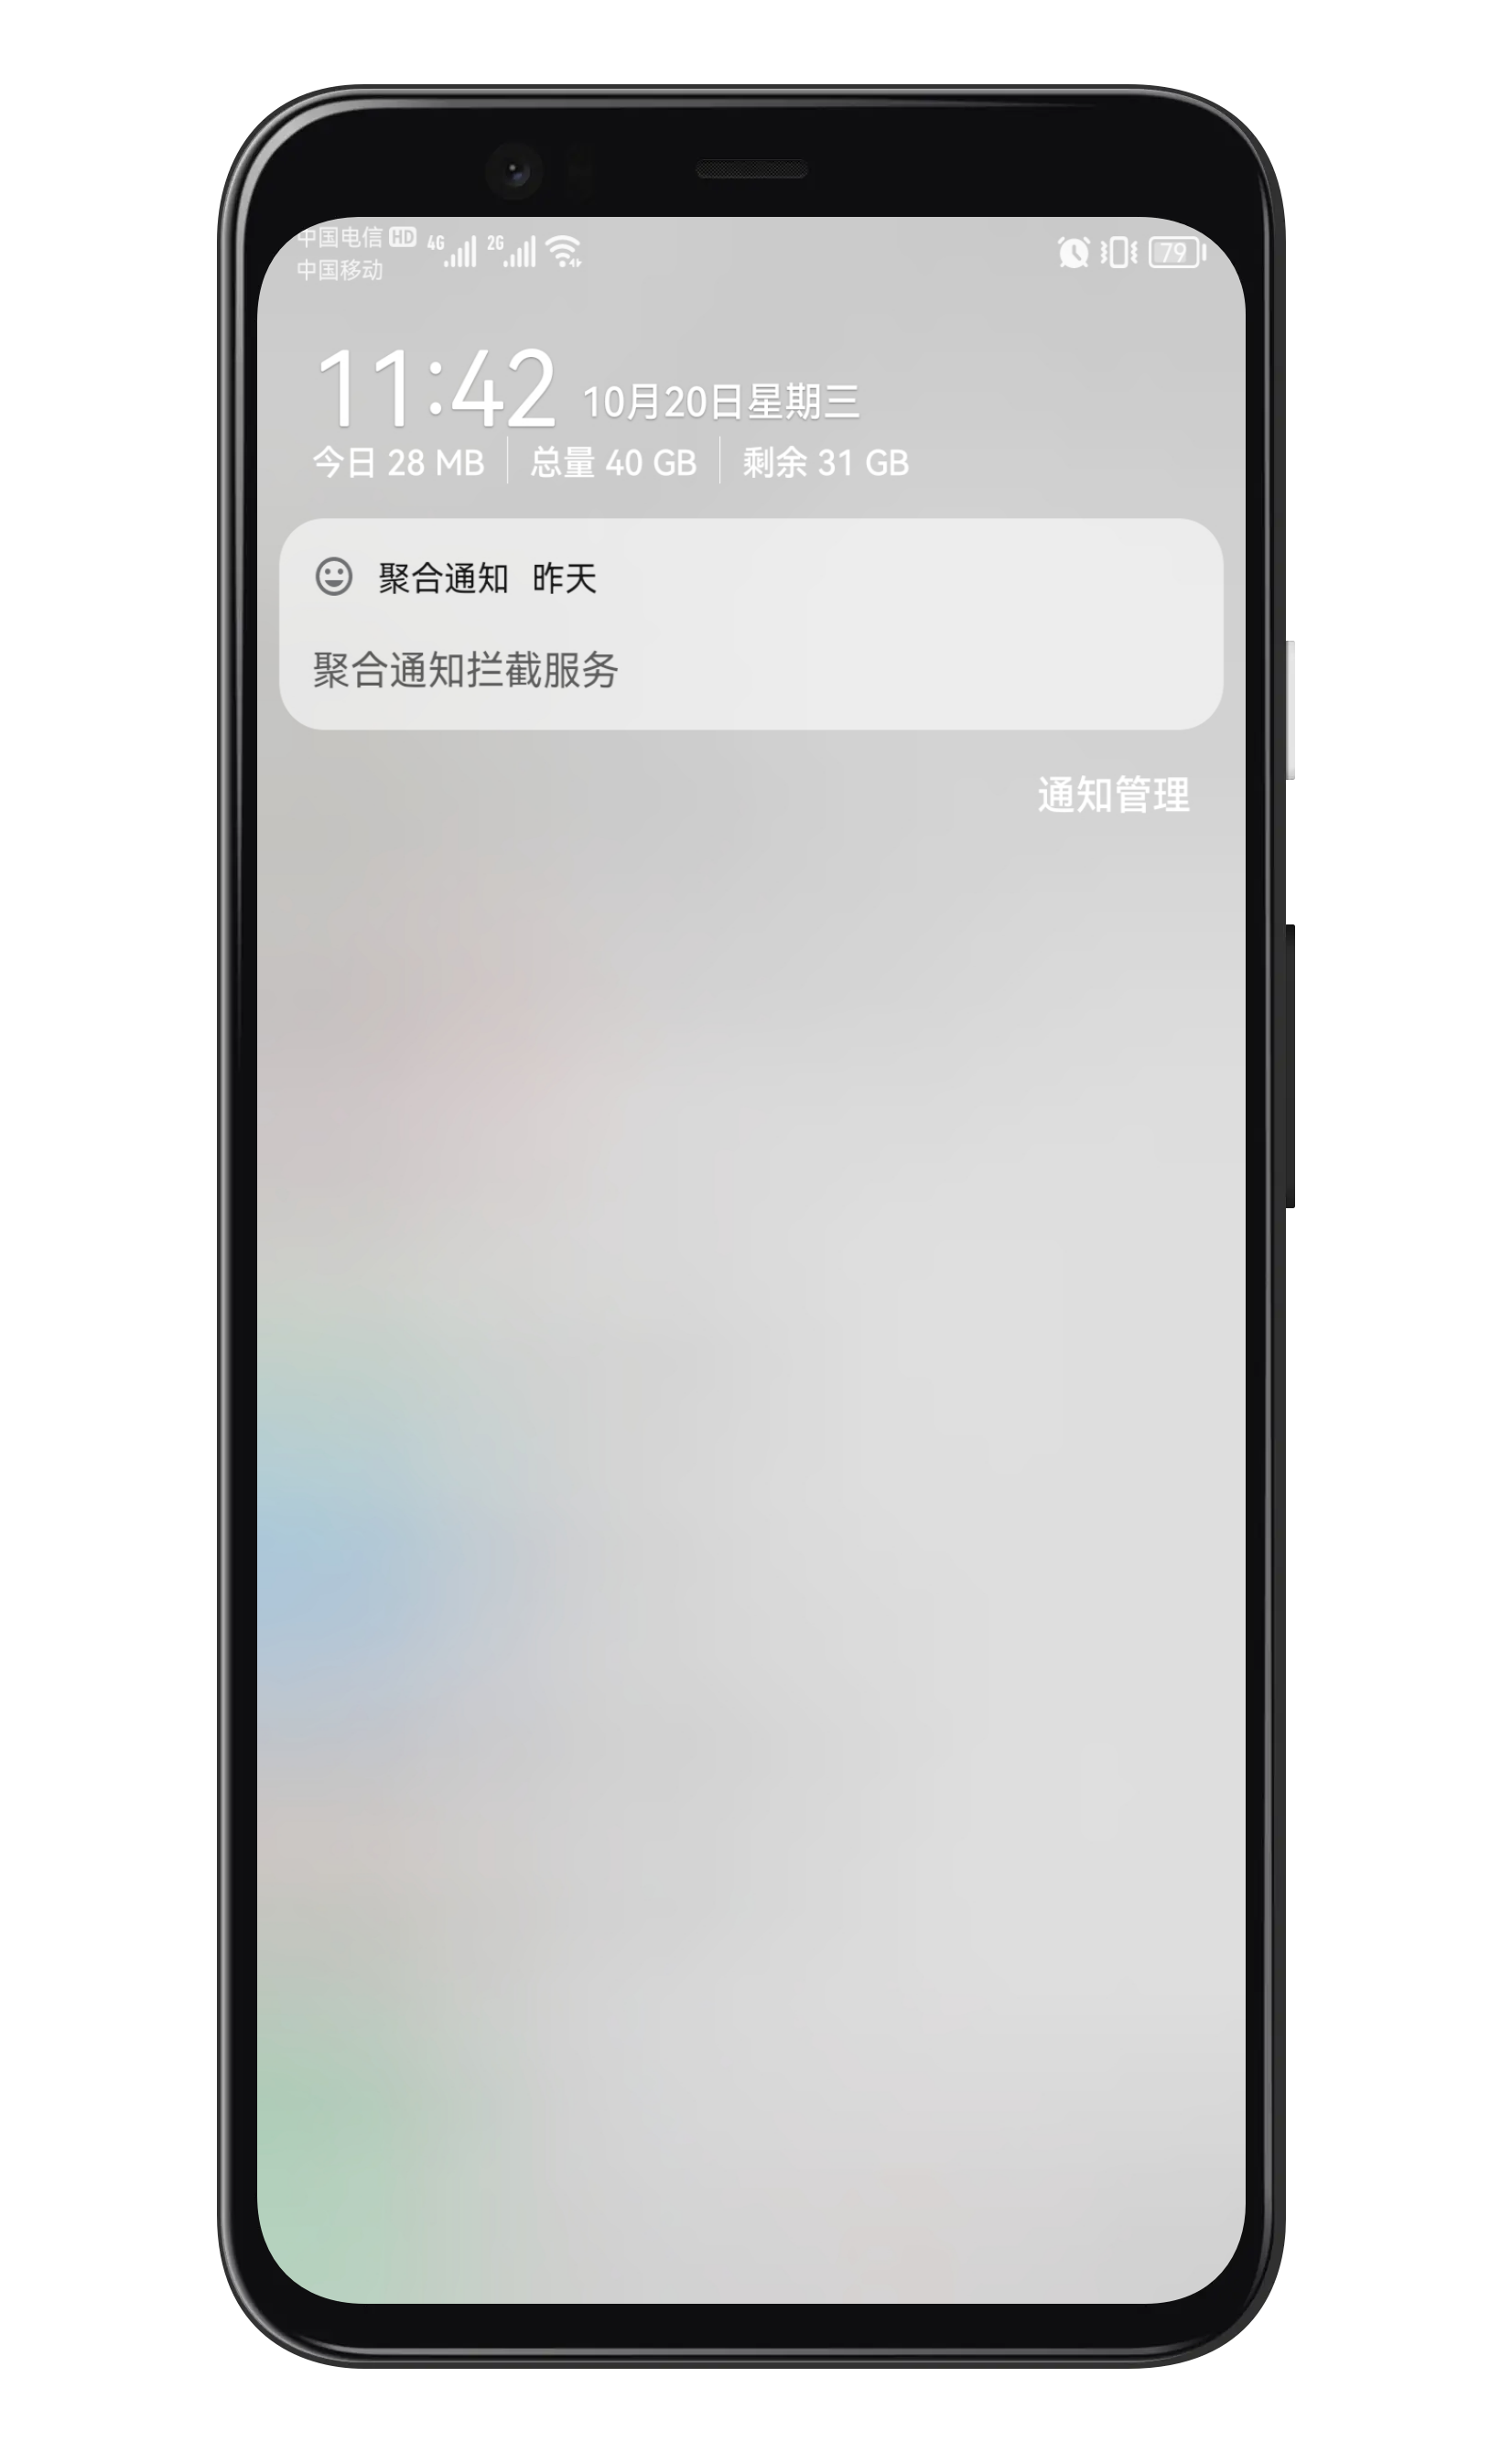 中国电信 HD 4G 2G
中国移动
79
11:42 10月20日星期三
今日 28 MB 总量 40 GB 剩余 31 GB
聚合通知 昨天
聚合通知拦截服务
通知管理